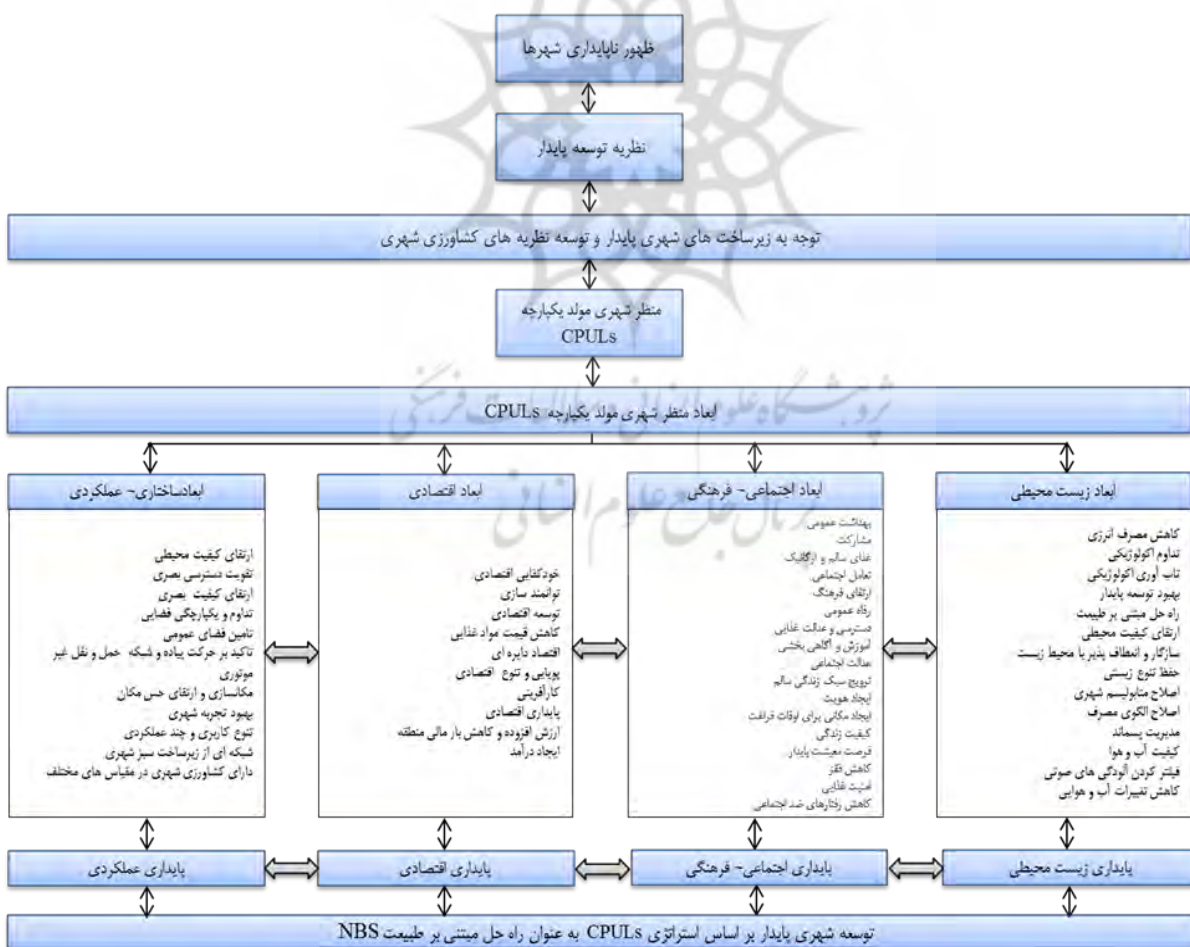 ظهور ناپایداری شهرها
نظریه توسعه پایدار
توجه به زیرساخت های شهری پایدار و توسعه نظریه های کشاورزی شهری
منظر شهری مولد یکپارچه
CPULs
ابعاد منظر شهری مولد یکپارچه CPULs
ابعاد زیست محیطی
کاهش مصرف انرژی
تداوم اکولوژیکی
تاب آوری اکولوژیکی
بهبود توسعه پایدار
راه حل مبتنی بر طبیعت
ارتقای کیفیت محیطی
سازگار و انعطاف پذیر با محیط زیست
حفظ تنوع زیستی
اصلاح متابولیسم شهری
اصلاح الگوی مصرف
مدیریت پسماند
کیفیت آب و هوا
فیلتر کردن آلودگی های صوتی
کاهش تغییرات آب و هوایی
ابعاد اجتماعی- فرهنگی
بهداشت عمومی
مشارکت
غذای سالم و ارگانیک
تعامل اجتماعی
ارتقای فرهنگ
رفاه عمومی
دسترسی و عدالت غذایی
آموزش و آگاهی بخشی
عدالت اجتماعی
ترویج سبک زندگی سالم
ایجاد هویت
ایجاد مکانی برای اوقات فراغت
کیفیت زندگی
فرصت معیشت پایدار
کاهش فقر
امنیت غذایی
کاهش رفتارهای ضد اجتماعی
ابعاد اقتصادی
خودکفایی اقتصادی
توانمند سازی
توسعه اقتصادی
کاهش قیمت مواد غذایی
اقتصاد دایره ای
پویایی و تنوع اقتصادی
کارآفرینی
پایداری اقتصادی
ارزش افزوده و کاهش بار مالی منطقه
ایجاد درآمد
ابعادساختاری- عملکردی
ارتقای کیفیت محیطی
تقویت دسترسی بصری
ارتقای کیفیت بصری
تداوم و یکپارچگی فضایی
تامین فضای عمومی
تاکید بر حرکت پیاده و شبکه حمل و نقل غیر
موتوری
مکانسازی و ارتقای حس مکان
بهبود تجربه شهری
تنوع کاربری و چند عملکردی
شبکه ای از زیرساخت سبز شهری
دارای کشاورزی شهری در مقیاس های مختلف
پایداری زیست محیطی
پایداری اجتماعی- فرهنگی
پایداری اقتصادی
پایداری عملکردی
توسعه شهری پایدار بر اساس استراتژی CPULs به عنوان راه حل مبتنی بر طبیعت NBS
پژوهشگاه علوم انسانی و مطالعات فرهنگی
پرتال جامع علوم انسانی